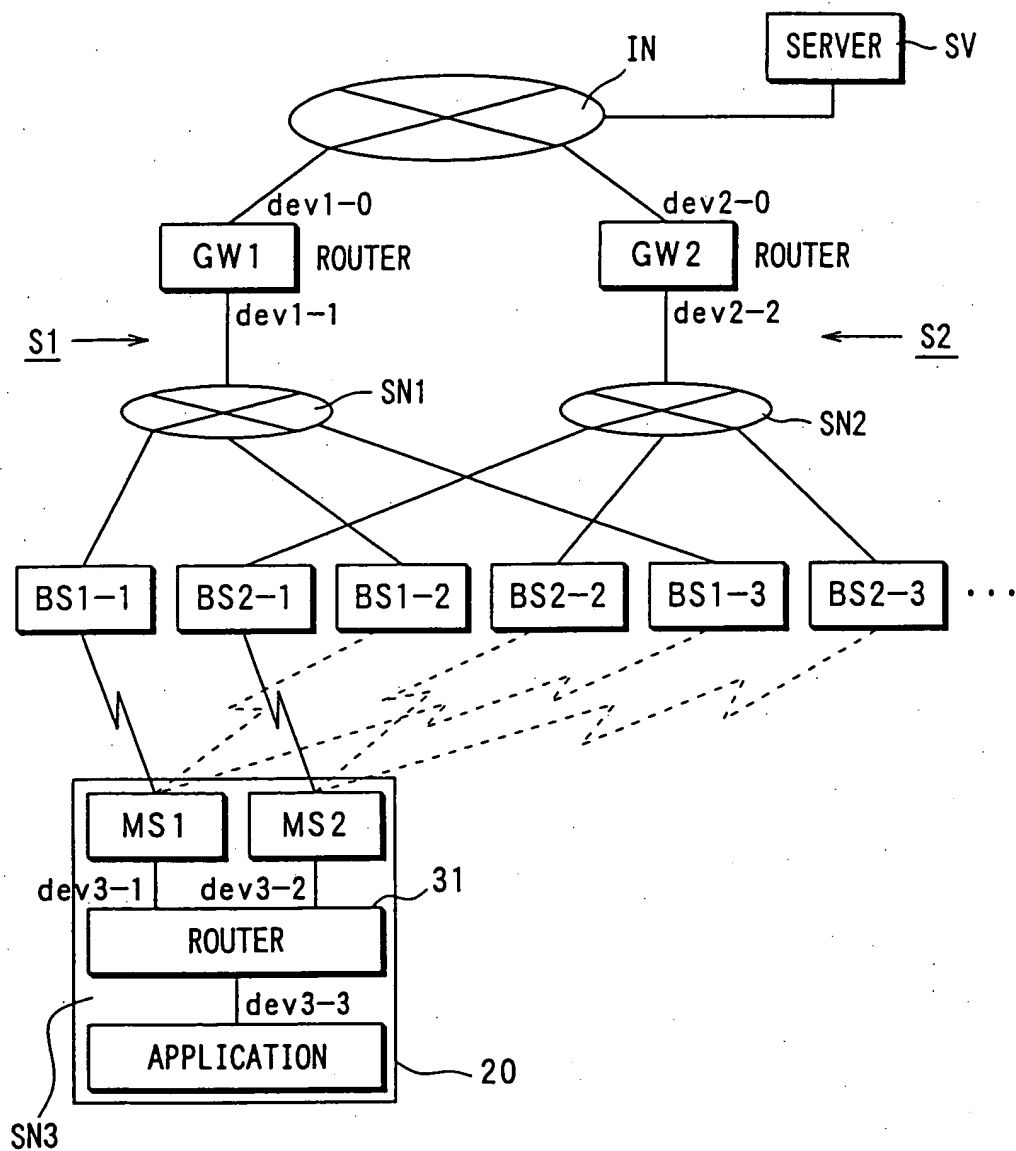 IN
SERVER
SV
dev1-0
dev2-0
GW1
ROUTER
GW2
ROUTER
dev1-1
dev2-2
S1
S2
SN1
SN2
BS1-1
BS2-1
BS1-2
BS2-2
BS1-3
BS2-3
...
MS1
MS2
dev3-1
dev3-2
31
ROUTER
dev3-3
APPLICATION
20
SN3